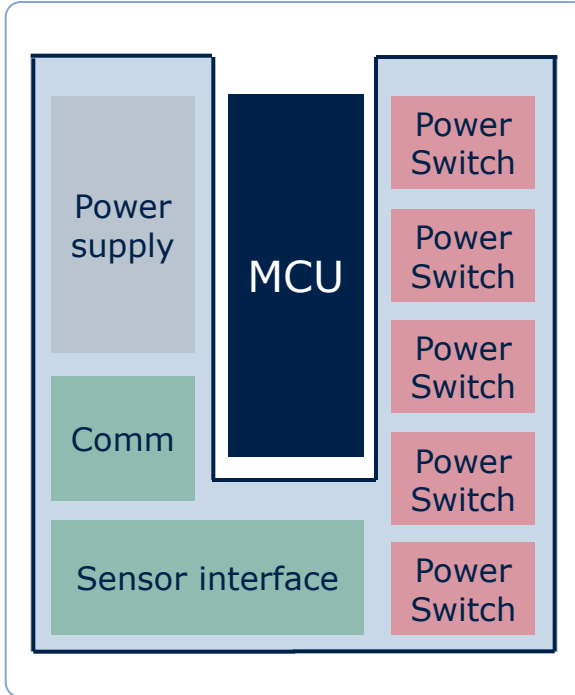 Power
supply
MCU
Power
Switch
Power
Switch
Power
Switch
Comm
Power
Switch
Sensor interface
Power
Switch